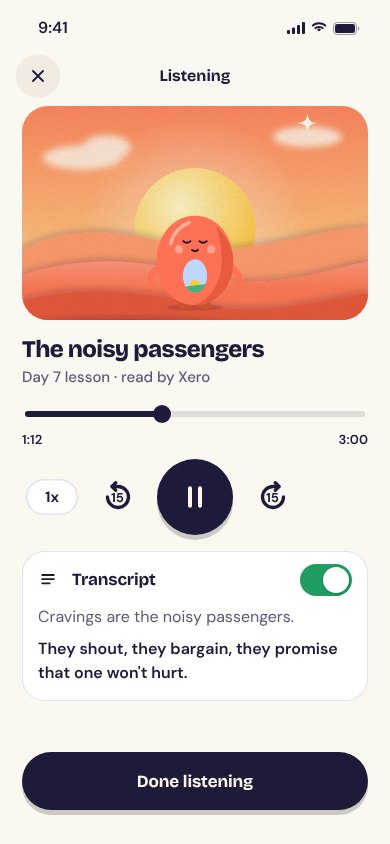 9:41
Listening
The noisy passengers
Day 7 lesson · read by Xero
1:12
3:00
1x
15
15
Transcript
Cravings are the noisy passengers.
They shout, they bargain, they promise
that one won't hurt.
Done listening